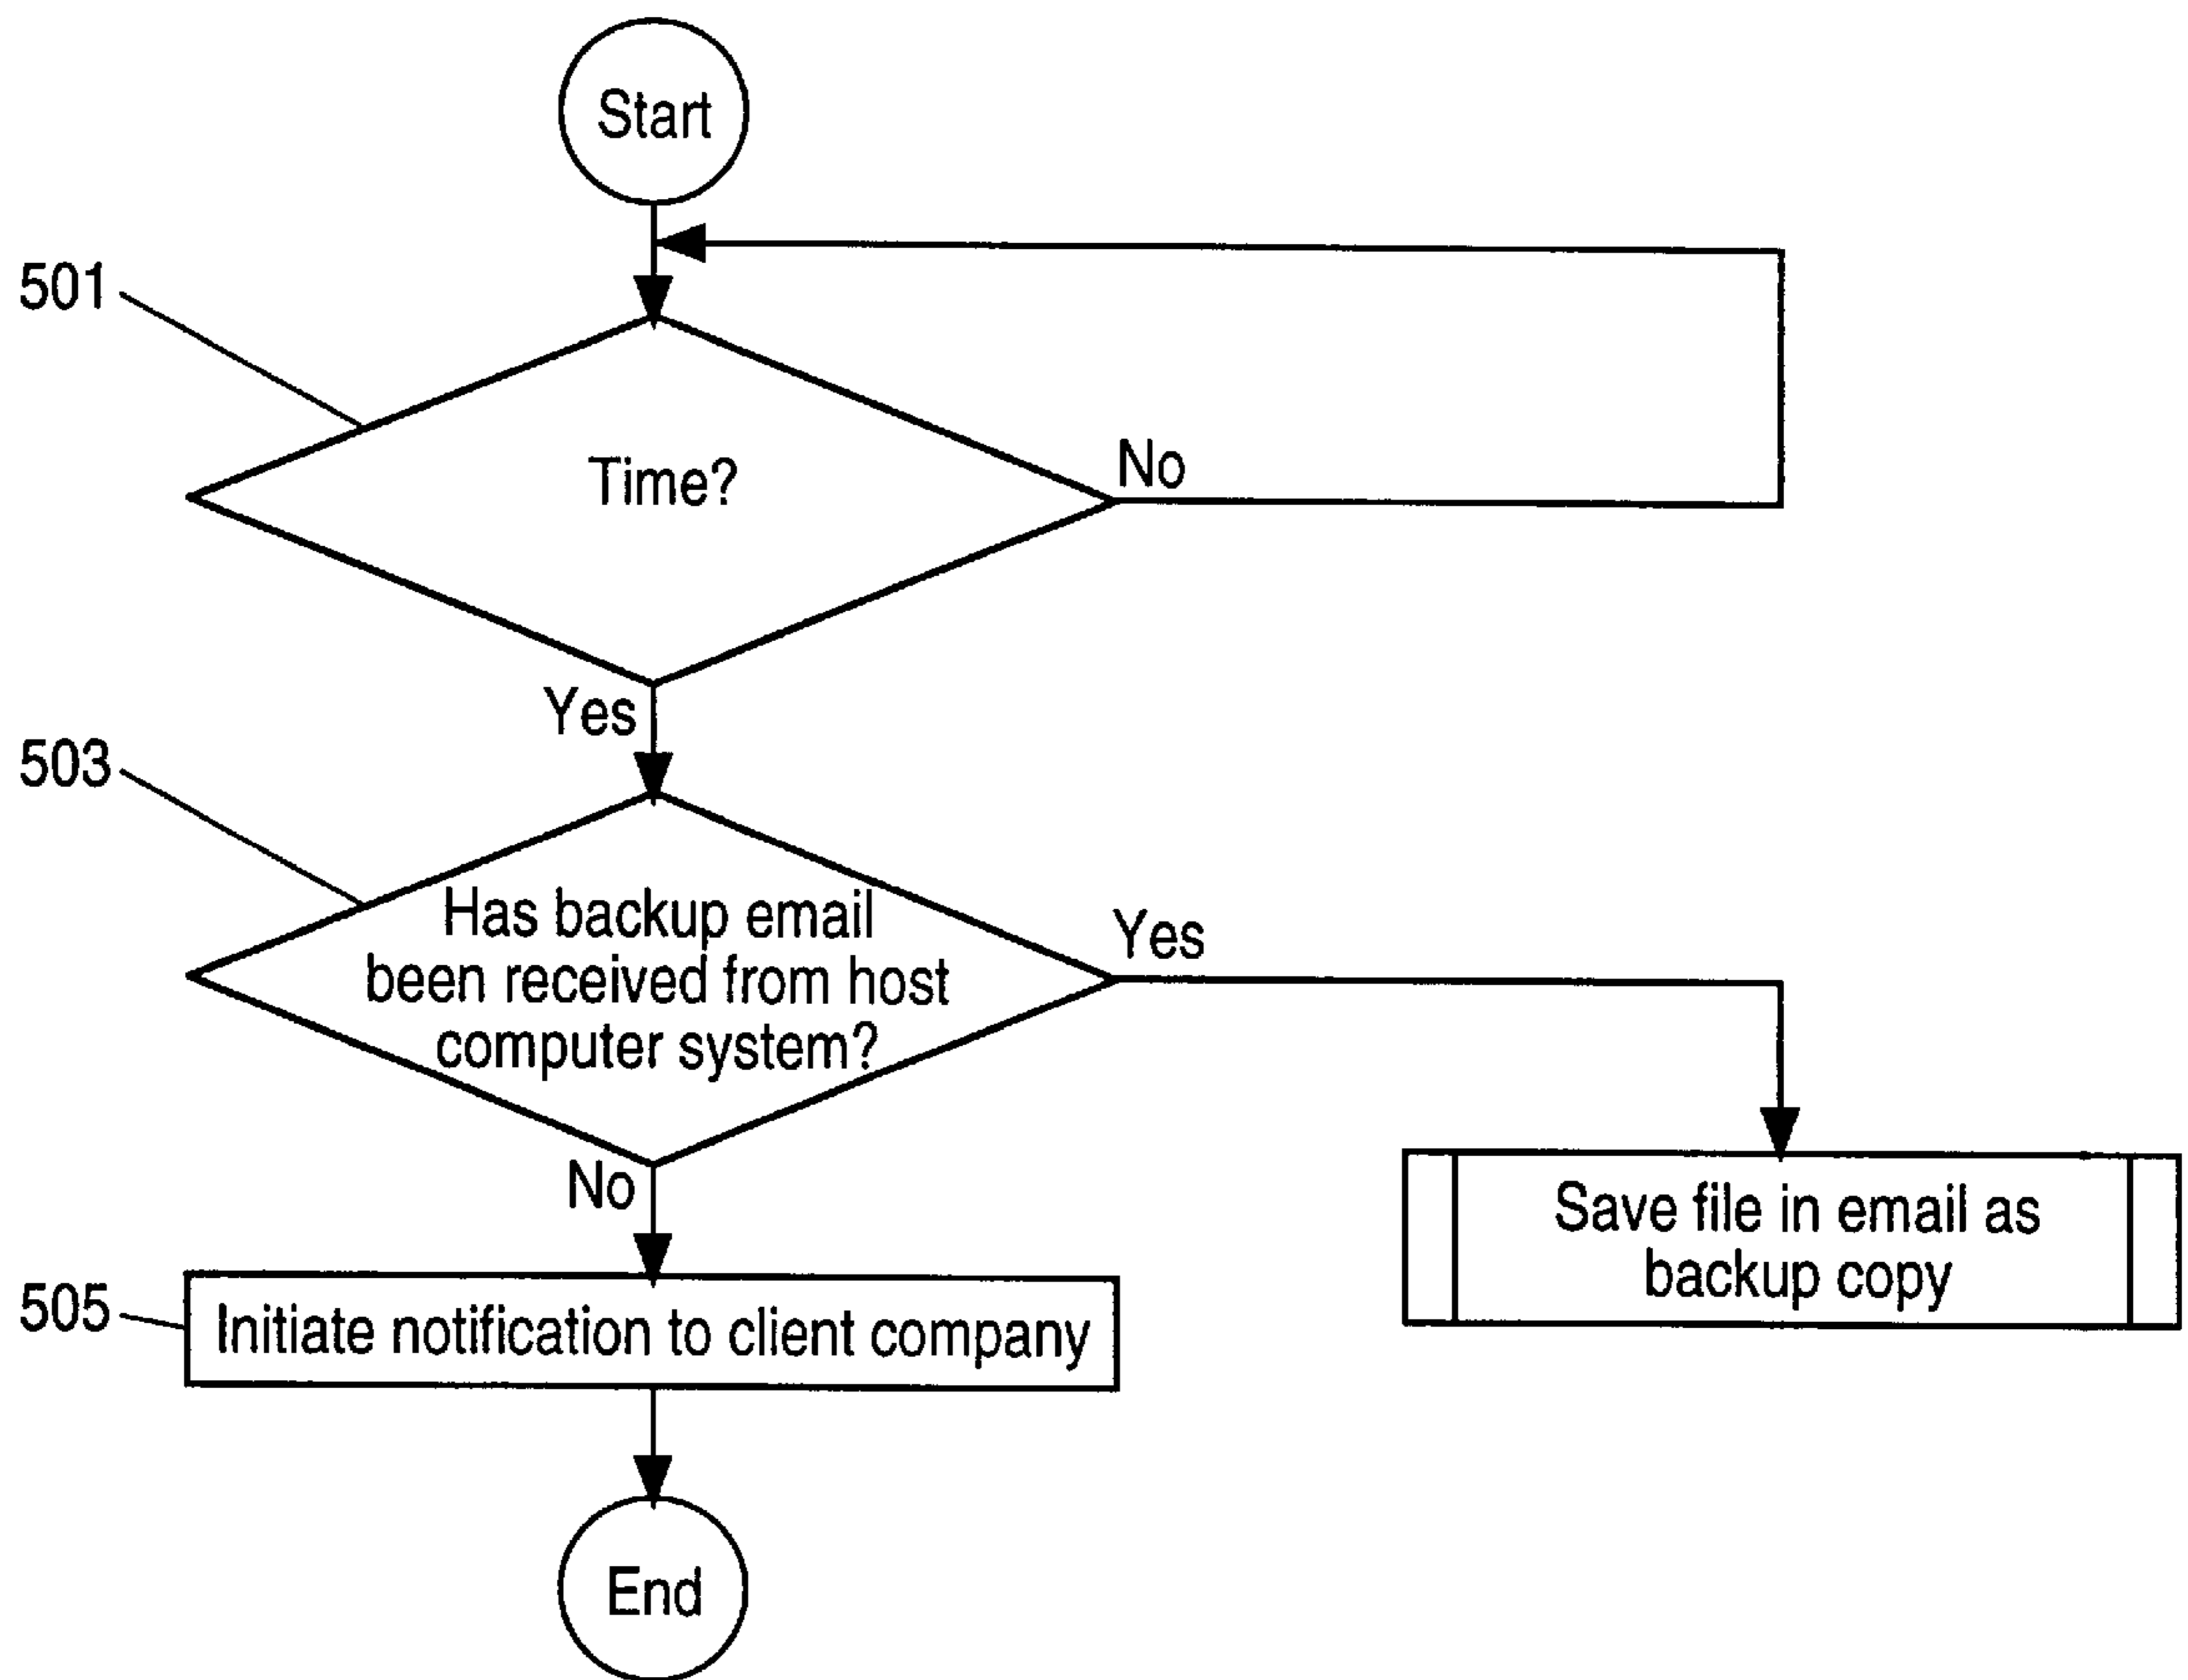 Start
501
Time?
No
Yes
503
Has backup email
been received from host
computer system?
Yes
No
Save file in email as
backup copy
505
Initiate notification to client company
End